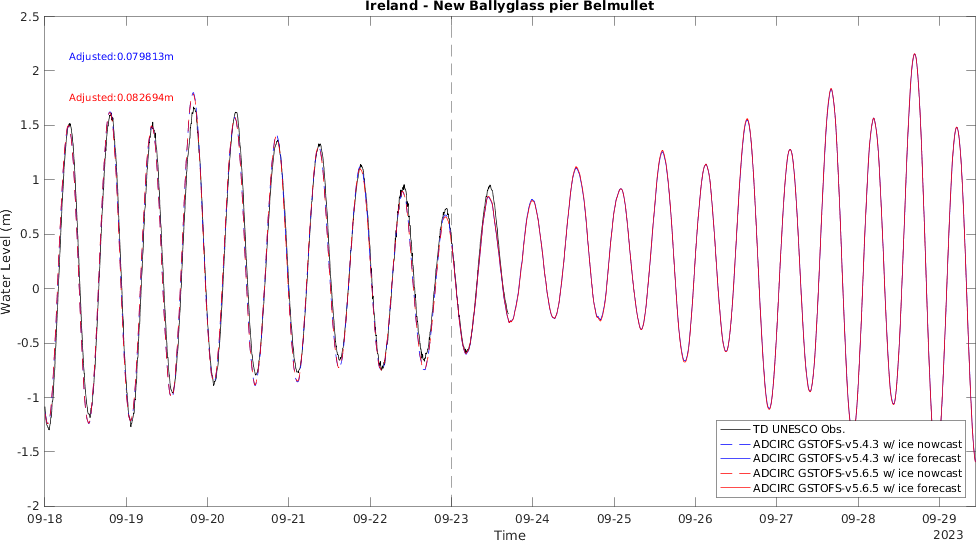 Ireland - New Ballyglass pier Belmullet
Adjusted:0.079813m
Adjusted:0.082694m
Water Level (m)
2.5
2
1.5
1
0.5
0
-0.5
-1
-1.5
-2
TD UNESCO Obs.
ADCIRC GSTOFS-v5.4.3 w/ ice nowcast
ADCIRC GSTOFS-v5.4.3 w/ ice forecast
ADCIRC GSTOFS-v5.6.5 w/ ice nowcast
ADCIRC GSTOFS-v5.6.5 w/ ice forecast
09-18 09-19 09-20 09-21 09-22 09-23 09-24 09-25 09-26 09-27 09-28 09-29
Time
2023